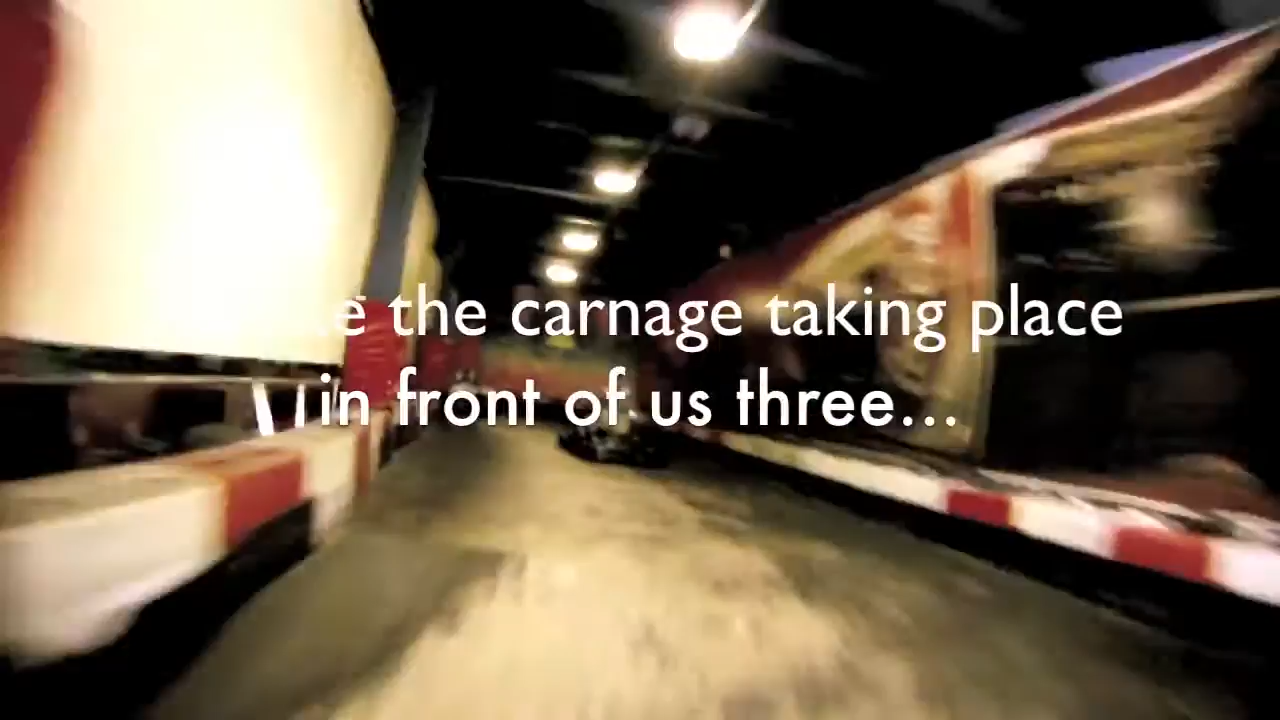 the carnage taking place
in front of us three...